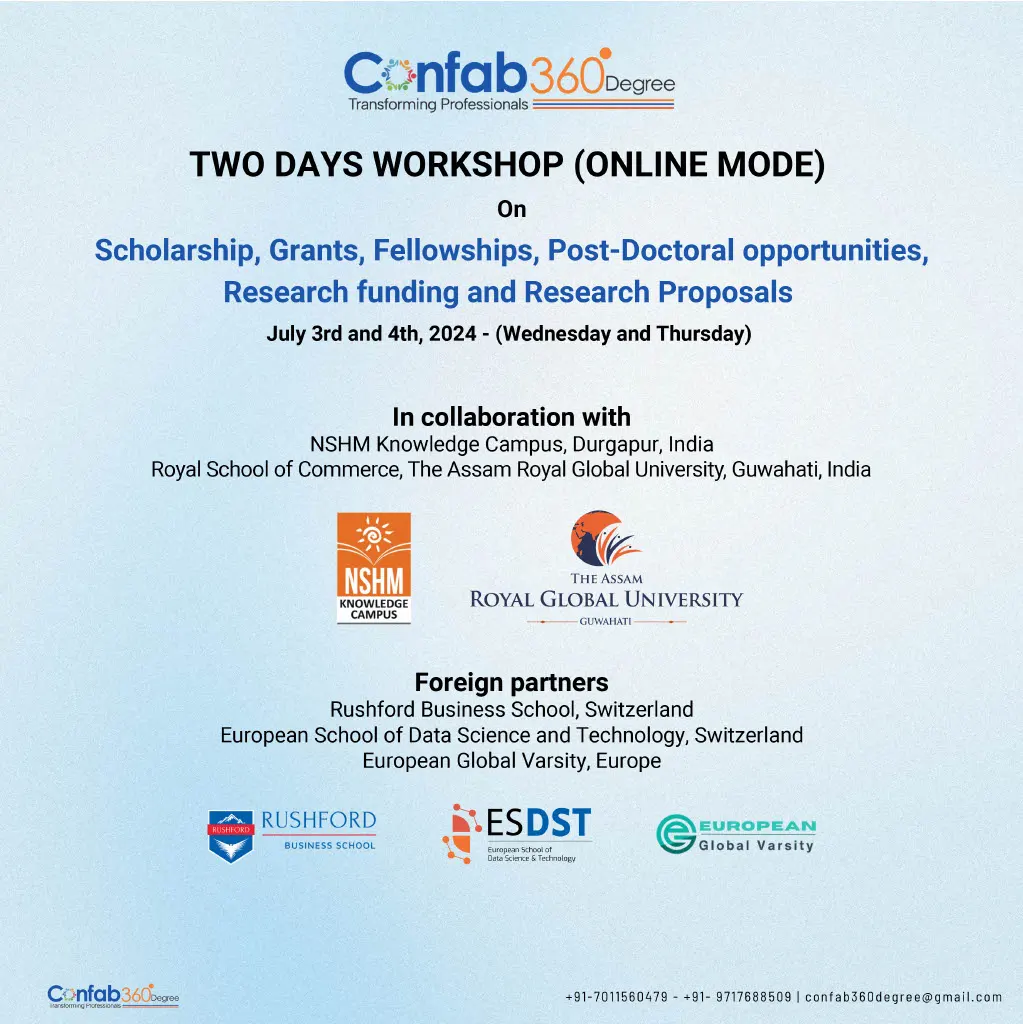 Confab360°Degree
Transforming Professionals
TWO DAYS WORKSHOP (ONLINE MODE)
On
Scholarship, Grants, Fellowships, Post-Doctoral opportunities,
Research funding and Research Proposals
July 3rd and 4th, 2024 - (Wednesday and Thursday)
In collaboration with
NSHM Knowledge Campus, Durgapur, India
Royal School of Commerce, The Assam Royal Global University, Guwahati, India
NSHM
KNOWLEDGE
CAMPUS
THE ASSAM
ROYAL GLOBAL UNIVERSITY
GUWAHATI
Foreign partners
Rushford Business School, Switzerland
European School of Data Science and Technology, Switzerland
European Global Varsity, Europe
RUSHFORD
RUSHFORD
BUSINESS SCHOOL
ESDST
European School of
Data Science & Technology
EUROPEAN
Global Varsity
Confab360°Degree
Transforming Professionals
+91-7011560479 - +91- 9717688509 | confab360degree@gmail.com